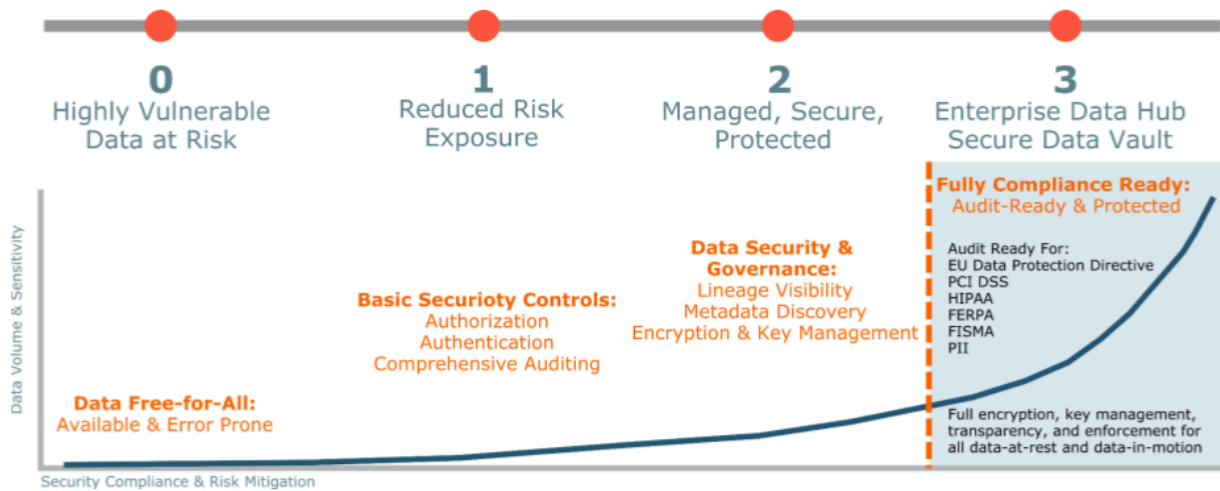 0
Highly Vulnerable
Data at Risk
1
Reduced Risk
Exposure
2
Managed, Secure,
Protected
3
Enterprise Data Hub
Secure Data Vault
Data Volume & Sensitivity
Data Free-for-All:
Available & Error Prone
Basic Securioty Controls:
Authorization
Authentication
Comprehensive Auditing
Data Security &
Governance:
Lineage Visibility
Metadata Discovery
Encryption & Key Management
Fully Compliance Ready:
Audit-Ready & Protected
Audit Ready For:
EU Data Protection Directive
PCI DSS
HIPAA
FERPA
FISMA
PII
Full encryption, key management,
transparency, and enforcement for
all data-at-rest and data-in-motion
Security Compliance & Risk Mitigation